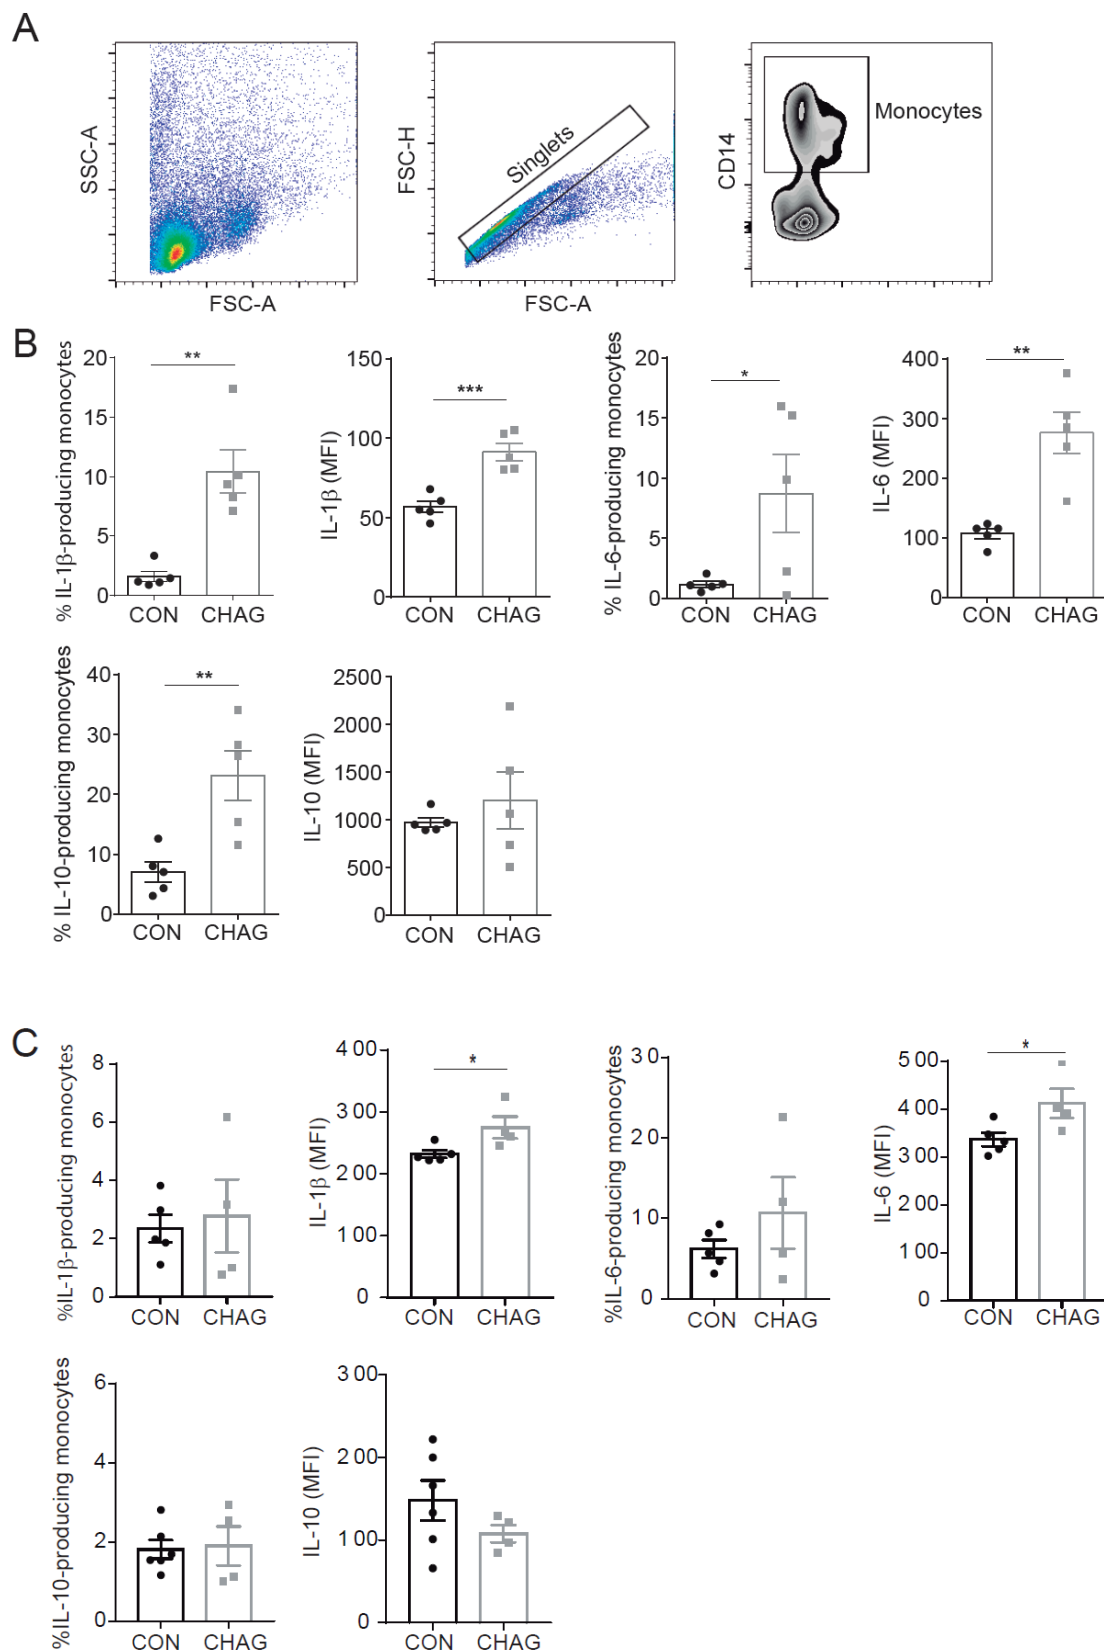 A
SSC-A
FSC-A
FSC-H
Singlets
FSC-A
CD14
Monocytes
B
% IL-1β-producing monocytes
20
15
10
5
0
**
CON CHAG
IL-1β (MFI)
150
100
50
0
***
CON CHAG
% IL-6-producing monocytes
20
15
10
5
0
*
CON CHAG
IL-6 (MFI)
400
300
200
100
0
**
CON CHAG
% IL-10-producing monocytes
40
30
20
10
0
**
CON CHAG
IL-10 (MFI)
2500
2000
1500
1000
500
0
CON CHAG
C
%IL-1β-producing monocytes
8
6
4
2
0
CON CHAG
IL-1β (MFI)
400
300
200
100
0
*
CON CHAG
%IL-6-producing monocytes
30
20
10
0
CON CHAG
IL-6 (MFI)
500
400
300
200
100
0
*
CON CHAG
%IL-10-producing monocytes
6
4
2
0
CON CHAG
IL-10 (MFI)
300
200
100
0
CON CHAG